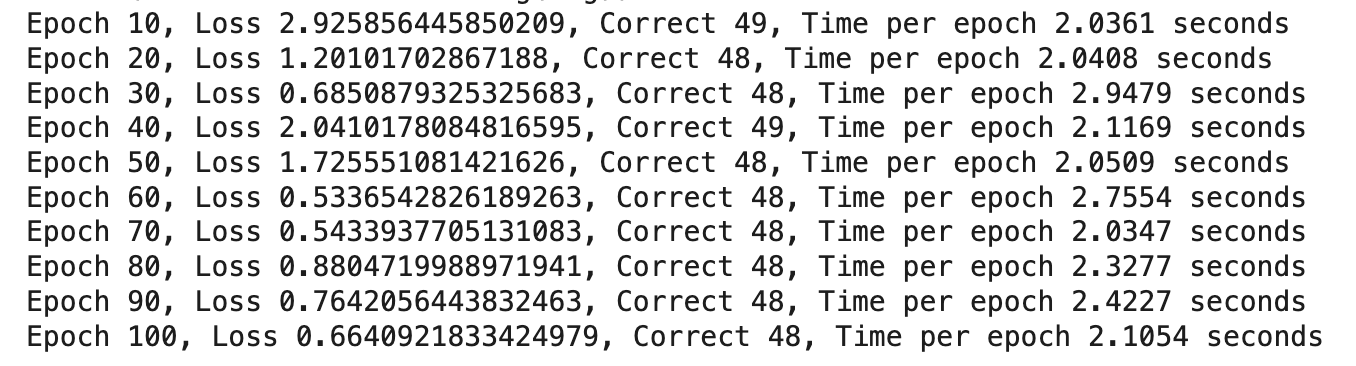 Epoch 10, Loss 2.925856445850209, Correct 49, Time per epoch 2.0361 seconds
Epoch 20, Loss 1.20101702867188, Correct 48, Time per epoch 2.0408 seconds
Epoch 30, Loss 0.6850879325325683, Correct 48, Time per epoch 2.9479 seconds
Epoch 40, Loss 2.0410178084816595, Correct 49, Time per epoch 2.1169 seconds
Epoch 50, Loss 1.725551081421626, Correct 48, Time per epoch 2.0509 seconds
Epoch 60, Loss 0.5336542826189263, Correct 48, Time per epoch 2.7554 seconds
Epoch 70, Loss 0.5433937705131083, Correct 48, Time per epoch 2.0347 seconds
Epoch 80, Loss 0.8804719988971941, Correct 48, Time per epoch 2.3277 seconds
Epoch 90, Loss 0.7642056443832463, Correct 48, Time per epoch 2.4227 seconds
Epoch 100, Loss 0.6640921833424979, Correct 48, Time per epoch 2.1054 seconds